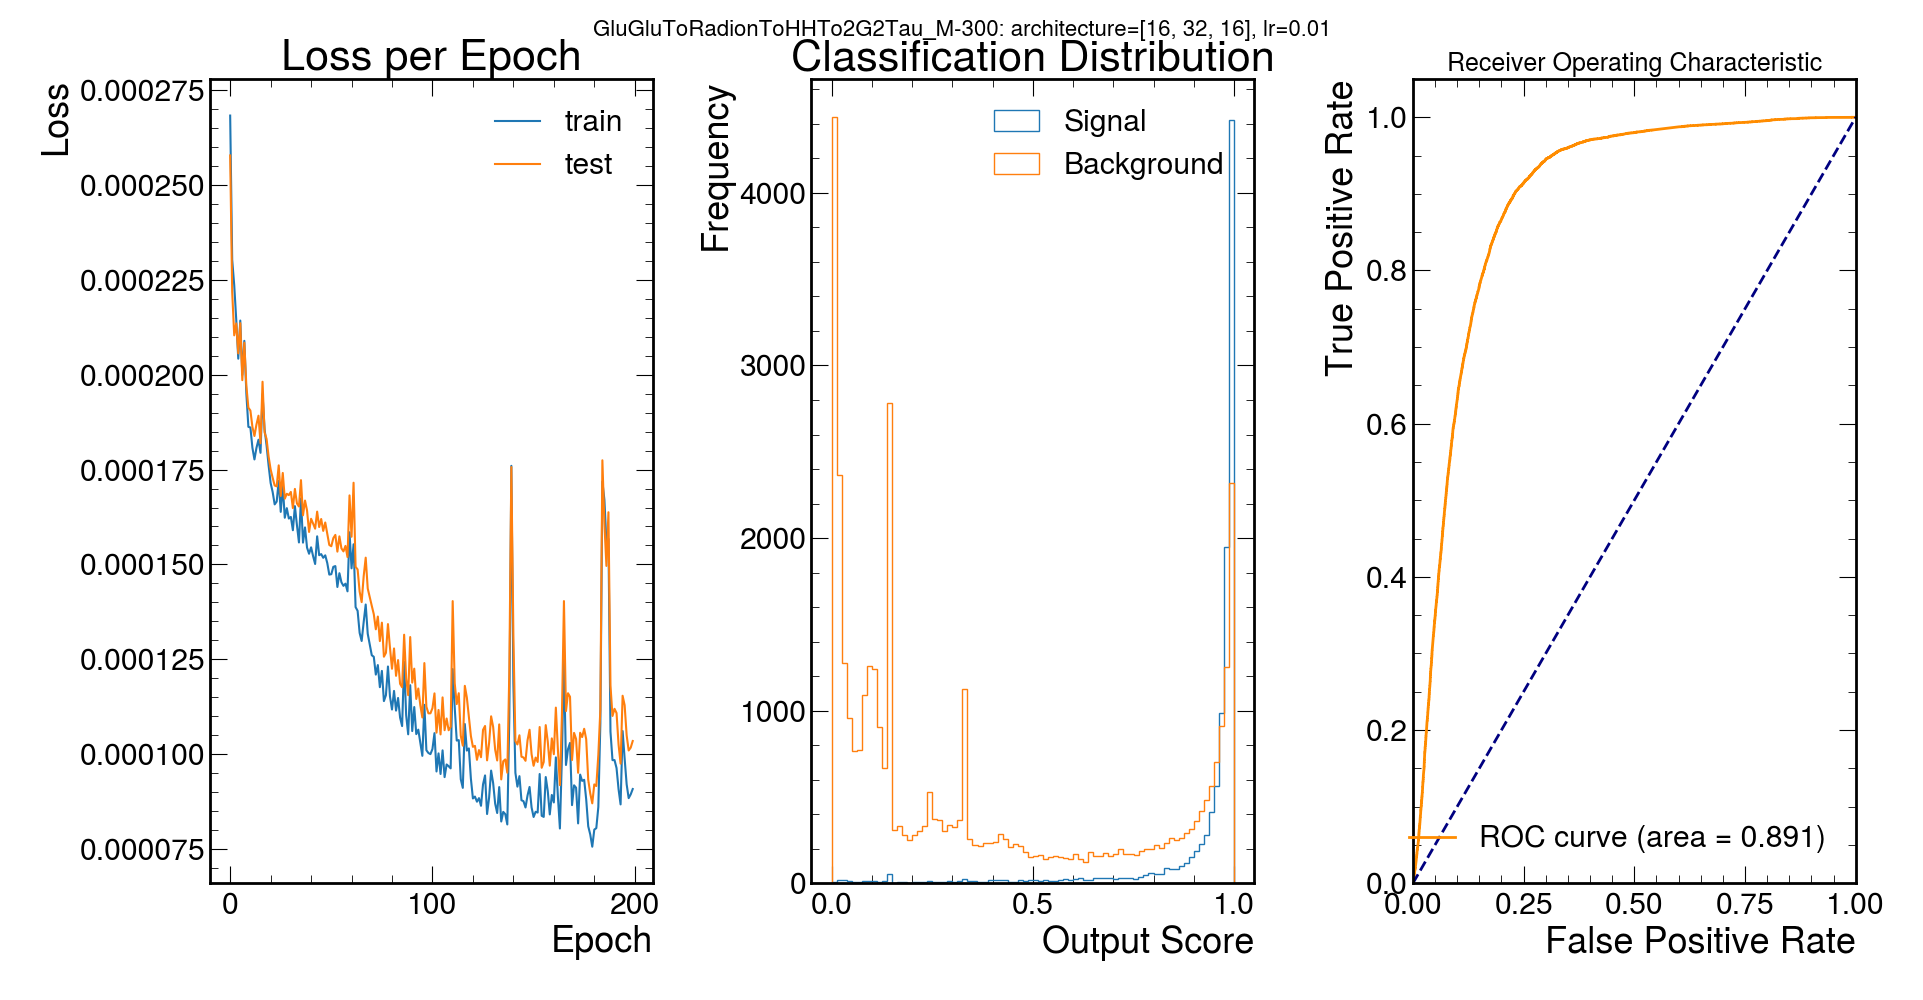 GluGluToRadionToHHTo2G2Tau_M-300: architecture=[16, 32, 16], lr=0.01
Loss per Epoch
Loss
0.000275
0.000250
0.000225
0.000200
0.000175
0.000150
0.000125
0.000100
0.000075
train
test
0
100
200
Epoch
Classification Distribution
Frequency
4000
3000
2000
1000
0
Signal
Background
0.0
0.5
1.0
Output Score
Receiver Operating Characteristic
True Positive Rate
1.0
0.8
0.6
0.4
0.2
0.0
ROC curve (area = 0.891)
0.00
0.25
0.50
0.75
1.00
False Positive Rate